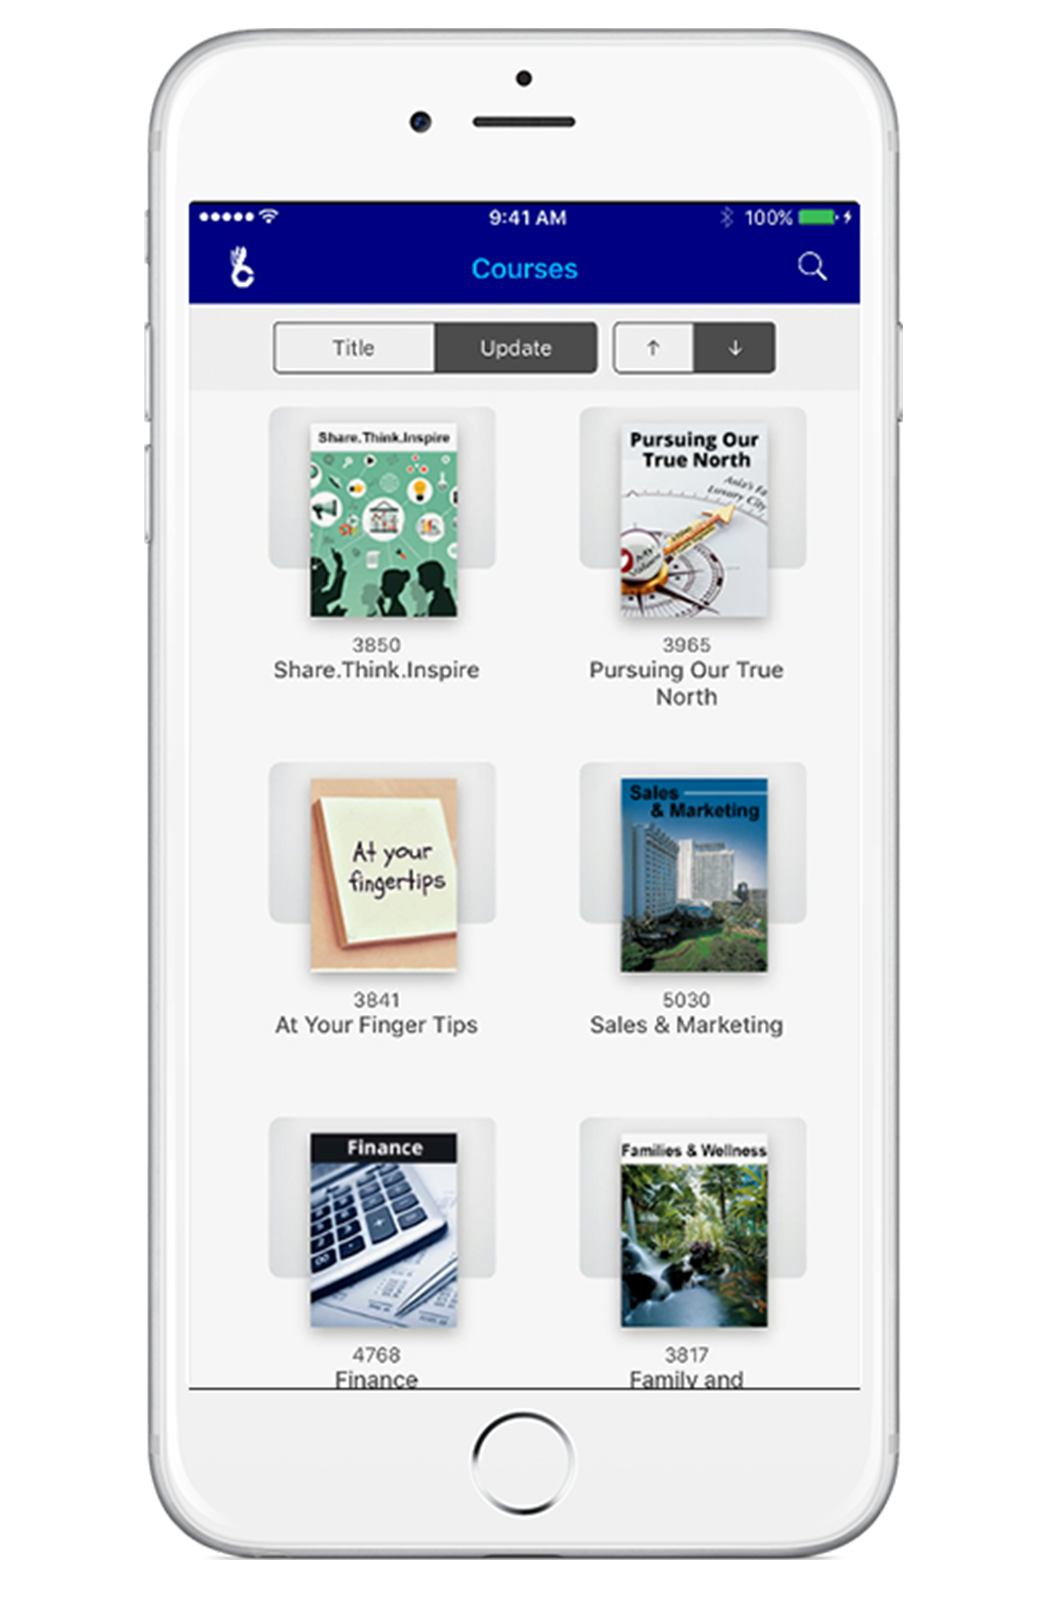 9:41 AM
100%
Courses
Title
Update
↑
↓
Share.Think.Inspire
Pursuing Our
True North
Asia's
Luxury City
My
3850
Share.Think.Inspire
3965
Pursuing Our True
North
At your
fingertips
Sales
& Marketing
3841
At Your Finger Tips
5030
Sales & Marketing
Finance
Families & Wellness
4768
Finance
3817
Family and